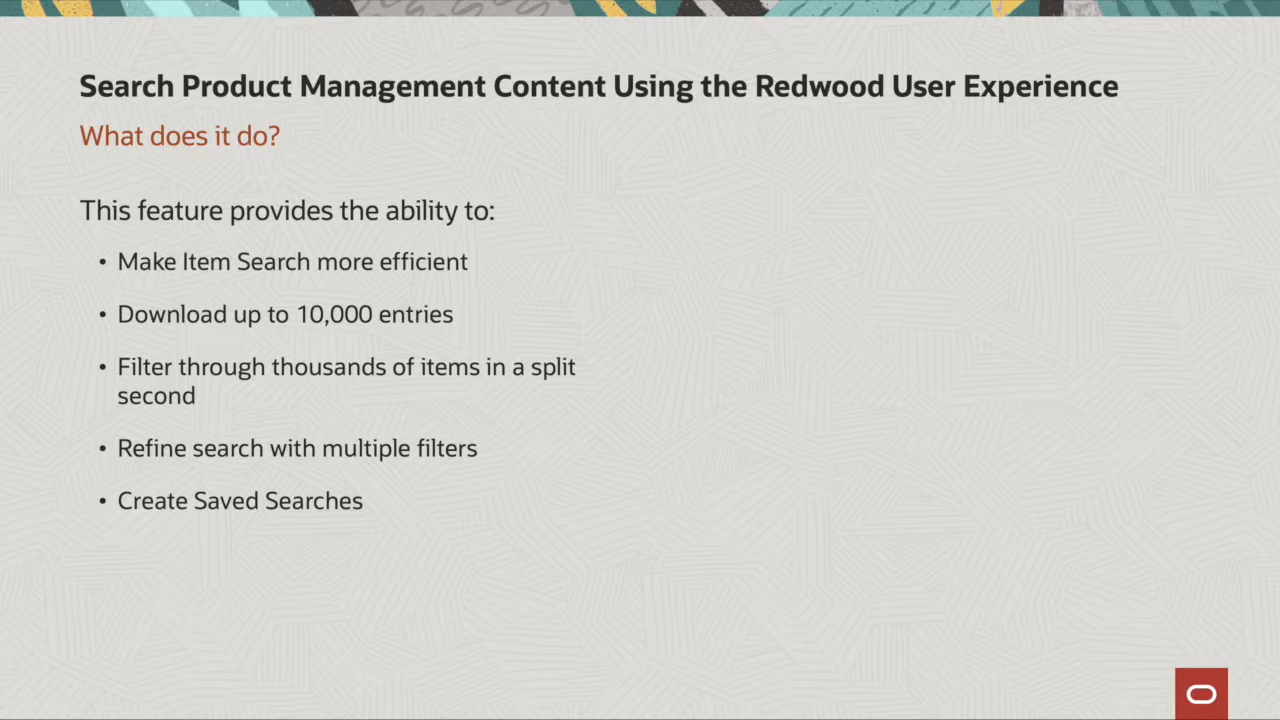 Search Product Management Content Using the Redwood User Experience
What does it do?
This feature provides the ability to:
• Make Item Search more efficient
• Download up to 10,000 entries
• Filter through thousands of items in a split
second
• Refine search with multiple filters
• Create Saved Searches